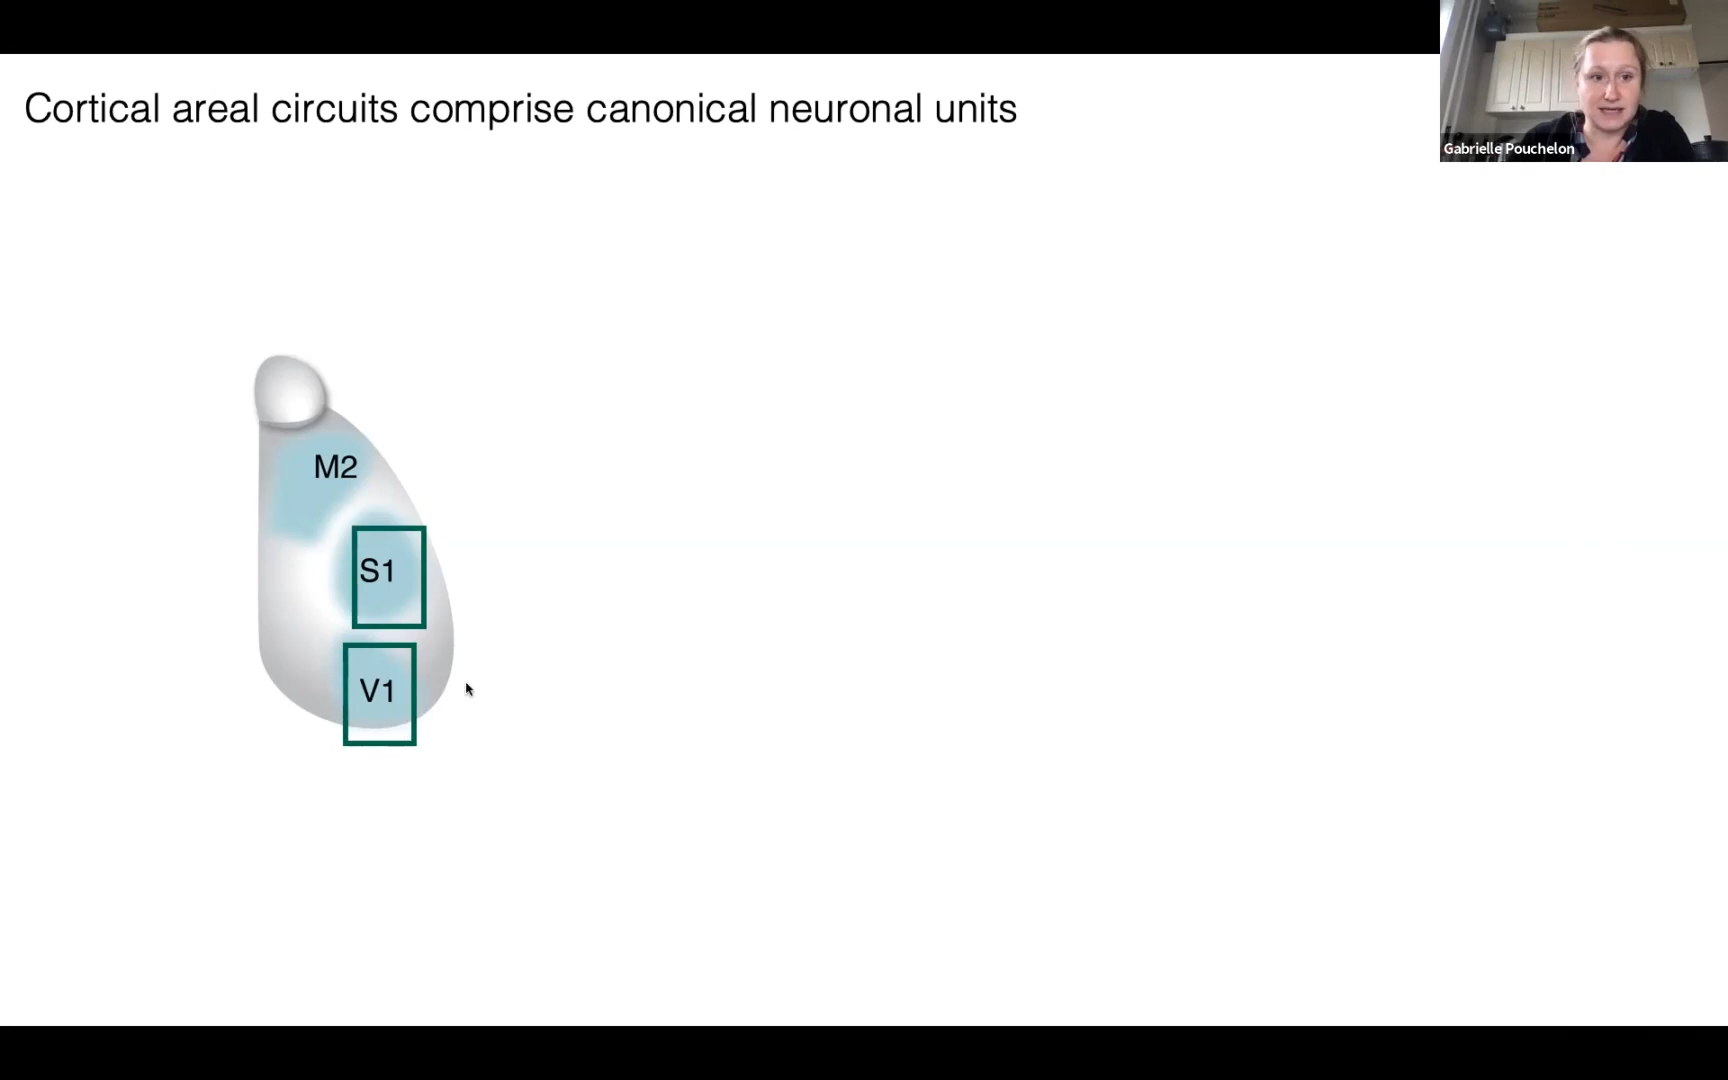 Cortical areal circuits comprise canonical neuronal units
Gabrielle Pouchelon
M2
S1
V1